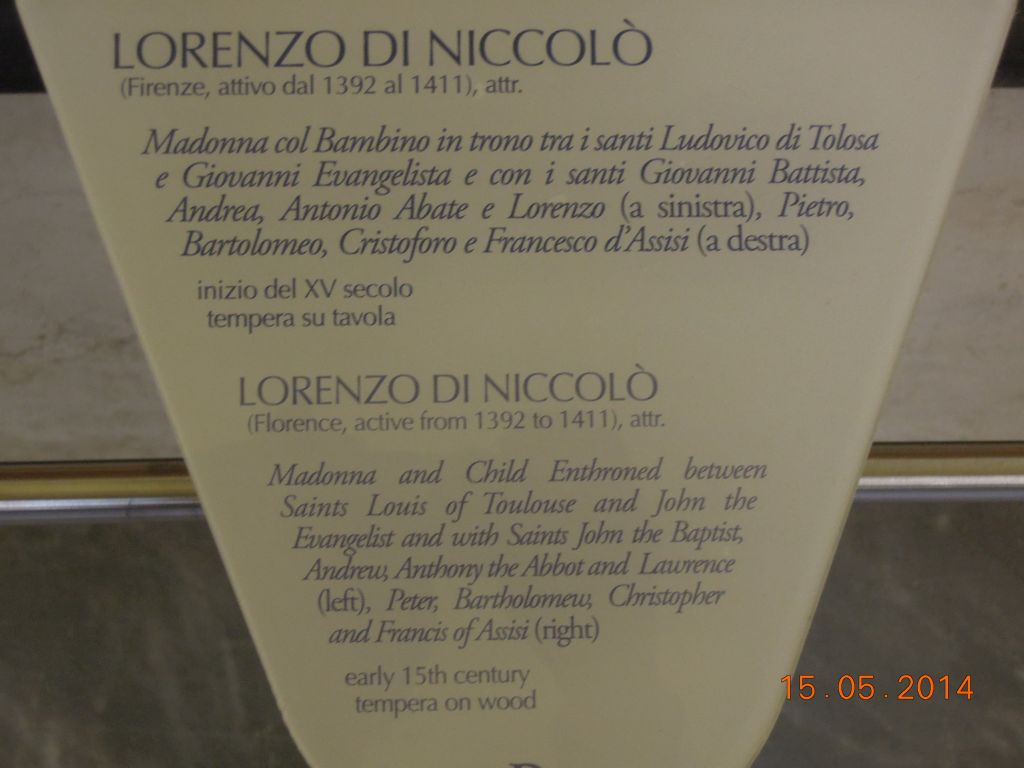 LORENZO DI NICCOLÒ
(Firenze, attivo dal 1392 al 1411), attr.
Madonna col Bambino in trono tra i santi Ludovico di Tolosa
e Giovanni Evangelista e con i santi Giovanni Battista,
Andrea, Antonio Abate e Lorenzo (a sinistra), Pietro,
Bartolomeo, Cristoforo e Francesco d'Assisi (a destra)
inizio del XV secolo
tempera su tavola
LORENZO DI NICCOLÒ
(Florence, active from 1392 to 1411), attr.
Madonna and Child Enthroned between
Saints Louis of Toulouse and John the
Evangelist and with Saints John the Baptist,
Andrew, Anthony the Abbot and Lawrence
(left), Peter, Bartholomew, Christopher
and Francis of Assisi (right)
early 15th century
tempera on wood
15.05.2014